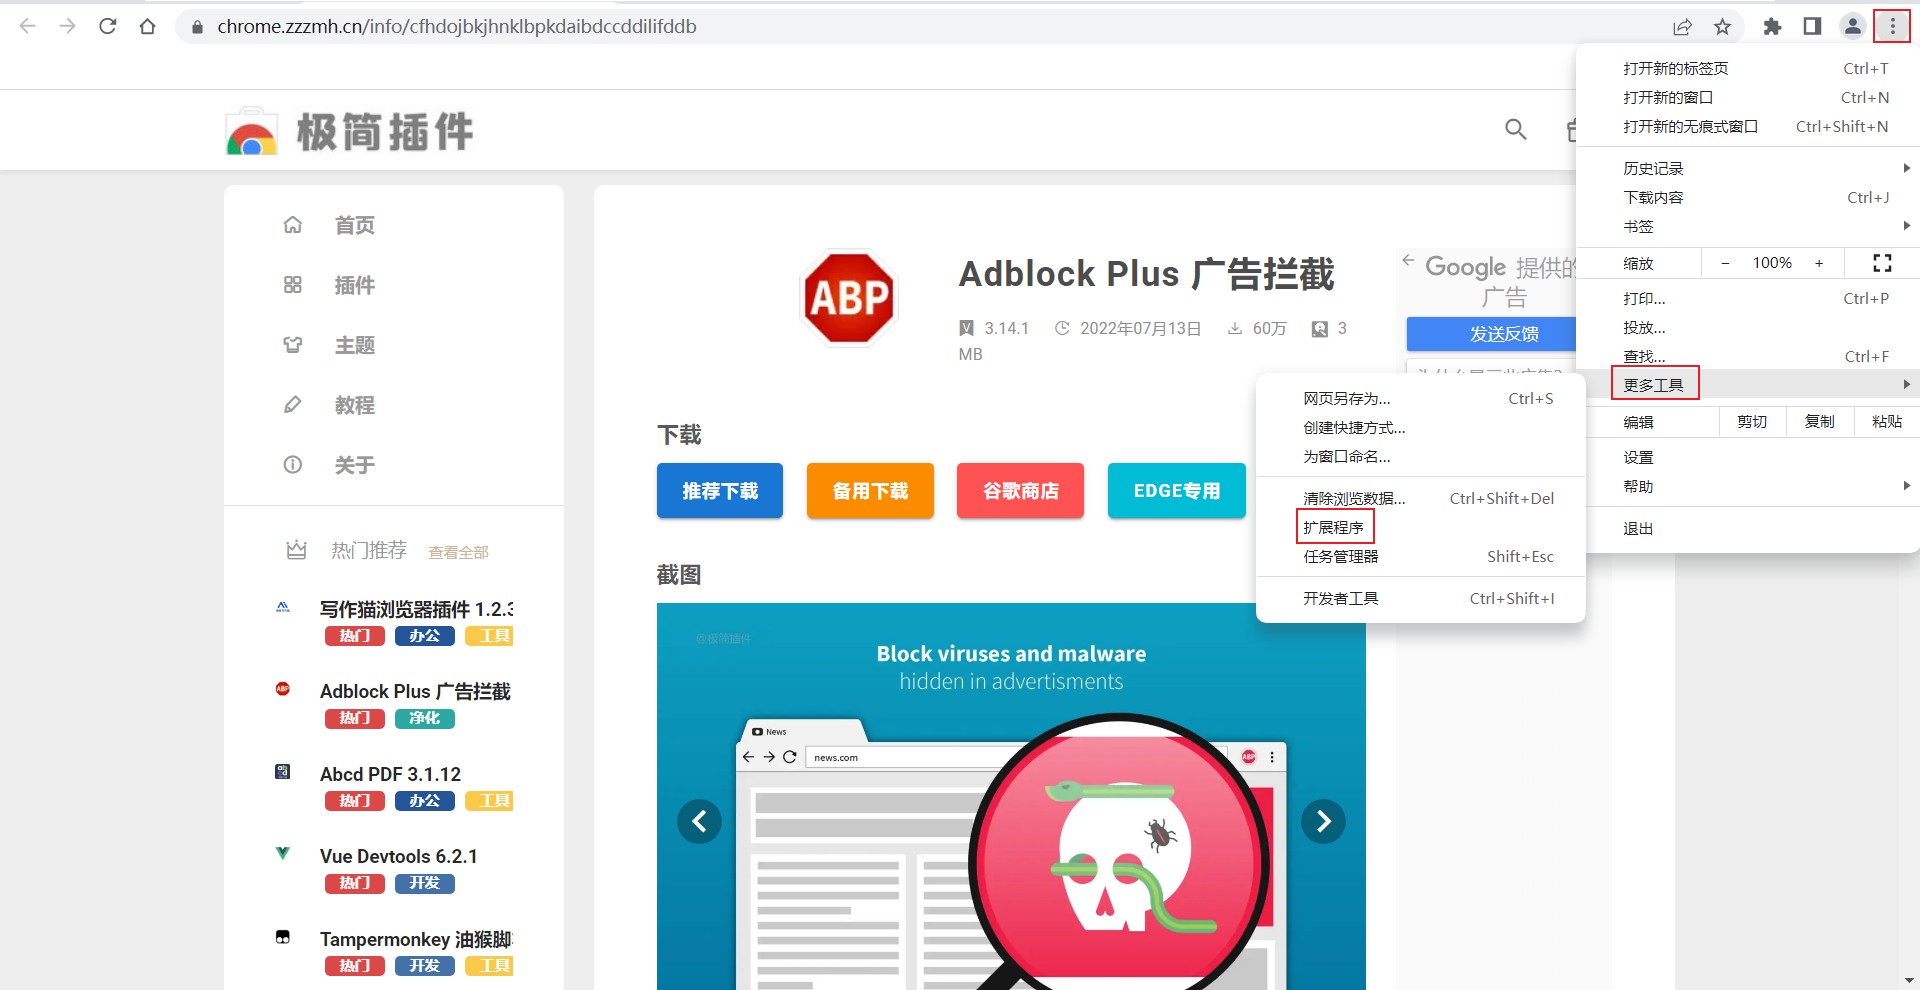 chrome.zzzmh.cn/info/cfhdojbkjhnklbpkdaibdccddilifddb
极简插件
首页
插件
主题
教程
关于
热门推荐 查看全部
写作猫浏览器插件 1.2.3
热门 办公 工具
Adblock Plus 广告拦截
热门 净化
Abcd PDF 3.1.12
热门 办公 工具
Vue Devtools 6.2.1
热门 开发
Tampermonkey 油猴脚
热门 开发 工具
ABP
Adblock Plus 广告拦截
3.14.1 2022年07月13日 60万 3
MB
下载
推荐下载 备用下载 谷歌商店 EDGE专用
截图
@极简插件
Block viruses and malware
hidden in advertisments
News
news.com
ABP
Google 提供的
广告
发送反馈
打开新的标签页 Ctrl+T
打开新的窗口 Ctrl+N
打开新的无痕式窗口 Ctrl+Shift+N
历史记录
下载内容 Ctrl+J
书签
缩放 − 100% +
打印... Ctrl+P
投放...
查找... Ctrl+F
更多工具
编辑 剪切 复制 粘贴
设置
帮助
退出
网页另存为... Ctrl+S
创建快捷方式...
为窗口命名...
清除浏览数据... Ctrl+Shift+Del
扩展程序
任务管理器 Shift+Esc
开发者工具 Ctrl+Shift+I